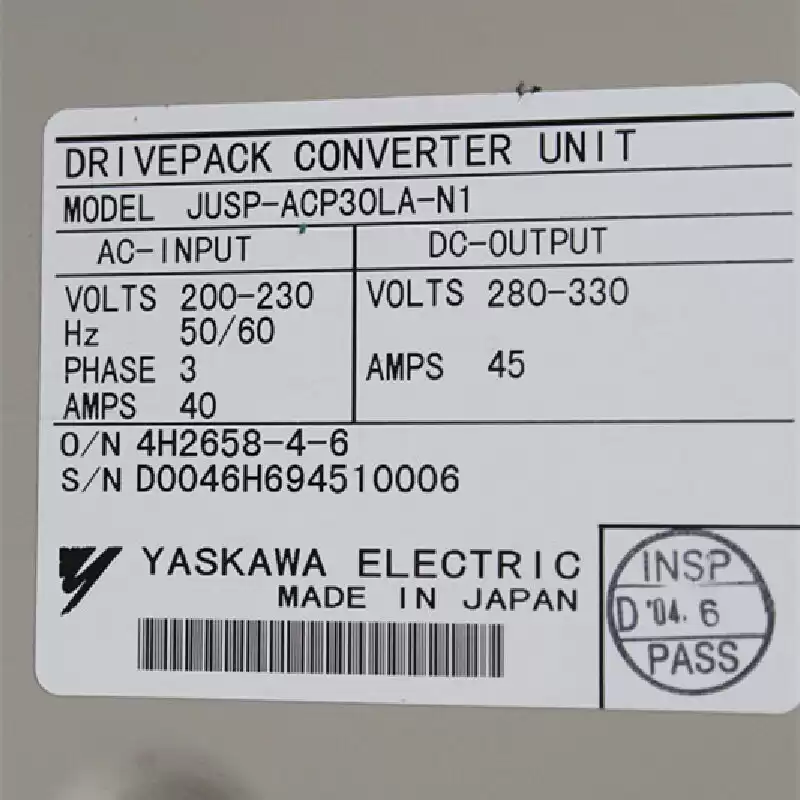 DRIVEPACK CONVERTER UNIT
MODEL JUSP-ACP30LA-N1
AC-INPUT
VOLTS 200-230
Hz 50/60
PHASE 3
AMPS 40
DC-OUTPUT
VOLTS 280-330
AMPS 45
O/N 4H2658-4-6
S/N D0046H694510006
YASKAWA ELECTRIC
MADE IN JAPAN
INSP
D '04. 6
PASS